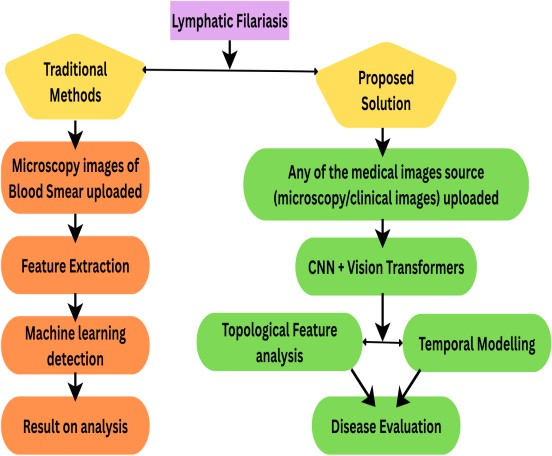 Lymphatic Filariasis
Traditional
Methods
Proposed
Solution
Microscopy images of
Blood Smear uploaded
Any of the medical images source
(microscopy/clinical images) uploaded
Feature Extraction
CNN + Vision Transformers
Machine learning
detection
Topological Feature
analysis
Temporal Modelling
Result on analysis
Disease Evaluation